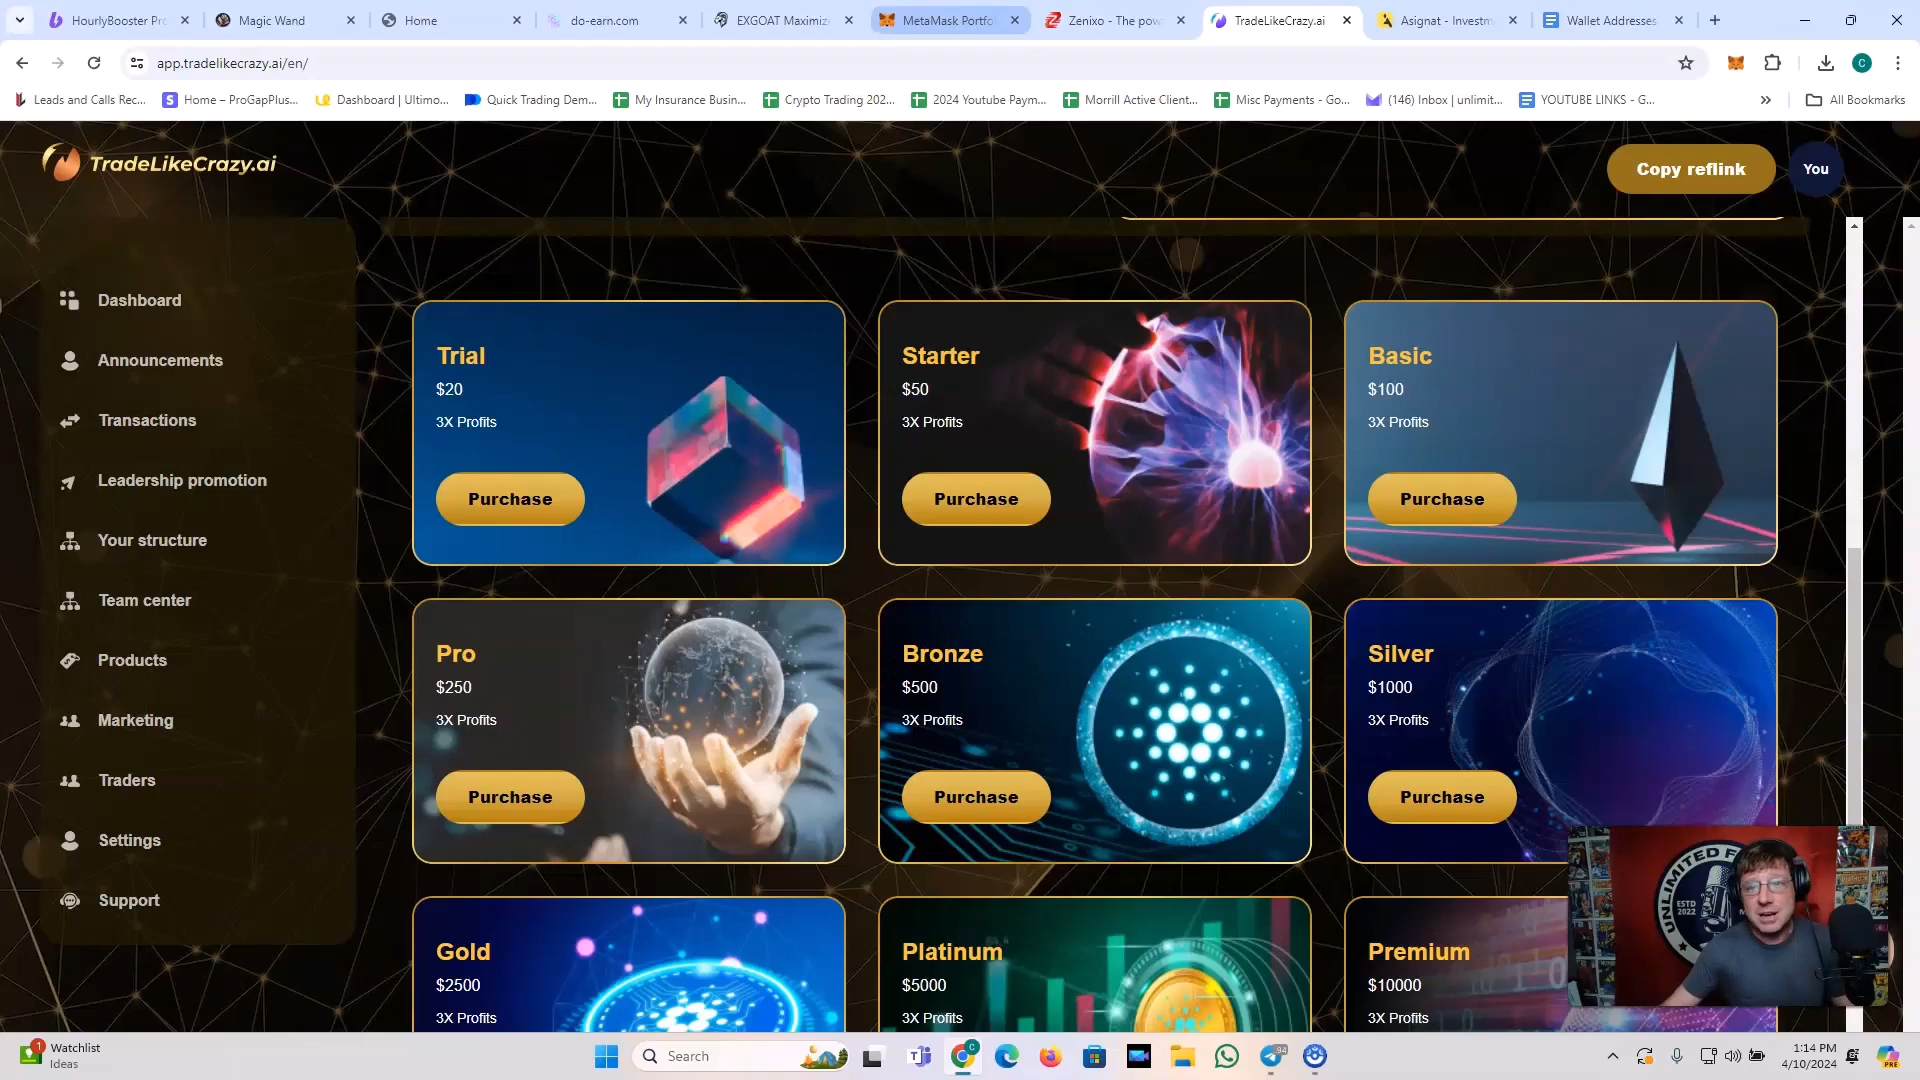 HourlyBooster Pro
Magic Wand
Home
do-earn.com
EXGOAT Maximiz
MetaMask Portfo
Zenixo - The pow
TradeLikeCrazy.ai
Asignat - Investm
Wallet Addresses
app.tradelikecrazy.ai/en/
Leads and Calls Rec...
Home – ProGapPlus...
Dashboard | Ultimo...
Quick Trading Dem...
My Insurance Busin...
Crypto Trading 202...
2024 Youtube Paym...
Morrill Active Client...
Misc Payments - Go...
(146) Inbox | unlimit...
YOUTUBE LINKS - G...
All Bookmarks
TradeLikeCrazy.ai
Copy reflink
You
Dashboard
Announcements
Transactions
Leadership promotion
Your structure
Team center
Products
Marketing
Traders
Settings
Support
Trial
$20
3X Profits
Purchase
Starter
$50
3X Profits
Purchase
Basic
$100
3X Profits
Purchase
Pro
$250
3X Profits
Purchase
Bronze
$500
3X Profits
Purchase
Silver
$1000
3X Profits
Purchase
Gold
$2500
3X Profits
Platinum
$5000
3X Profits
Premium
$10000
3X Profits
UNLIMITED F
ESTD
2022
1
Watchlist
Ideas
Search
C
94
1:14 PM
4/10/2024
PRE